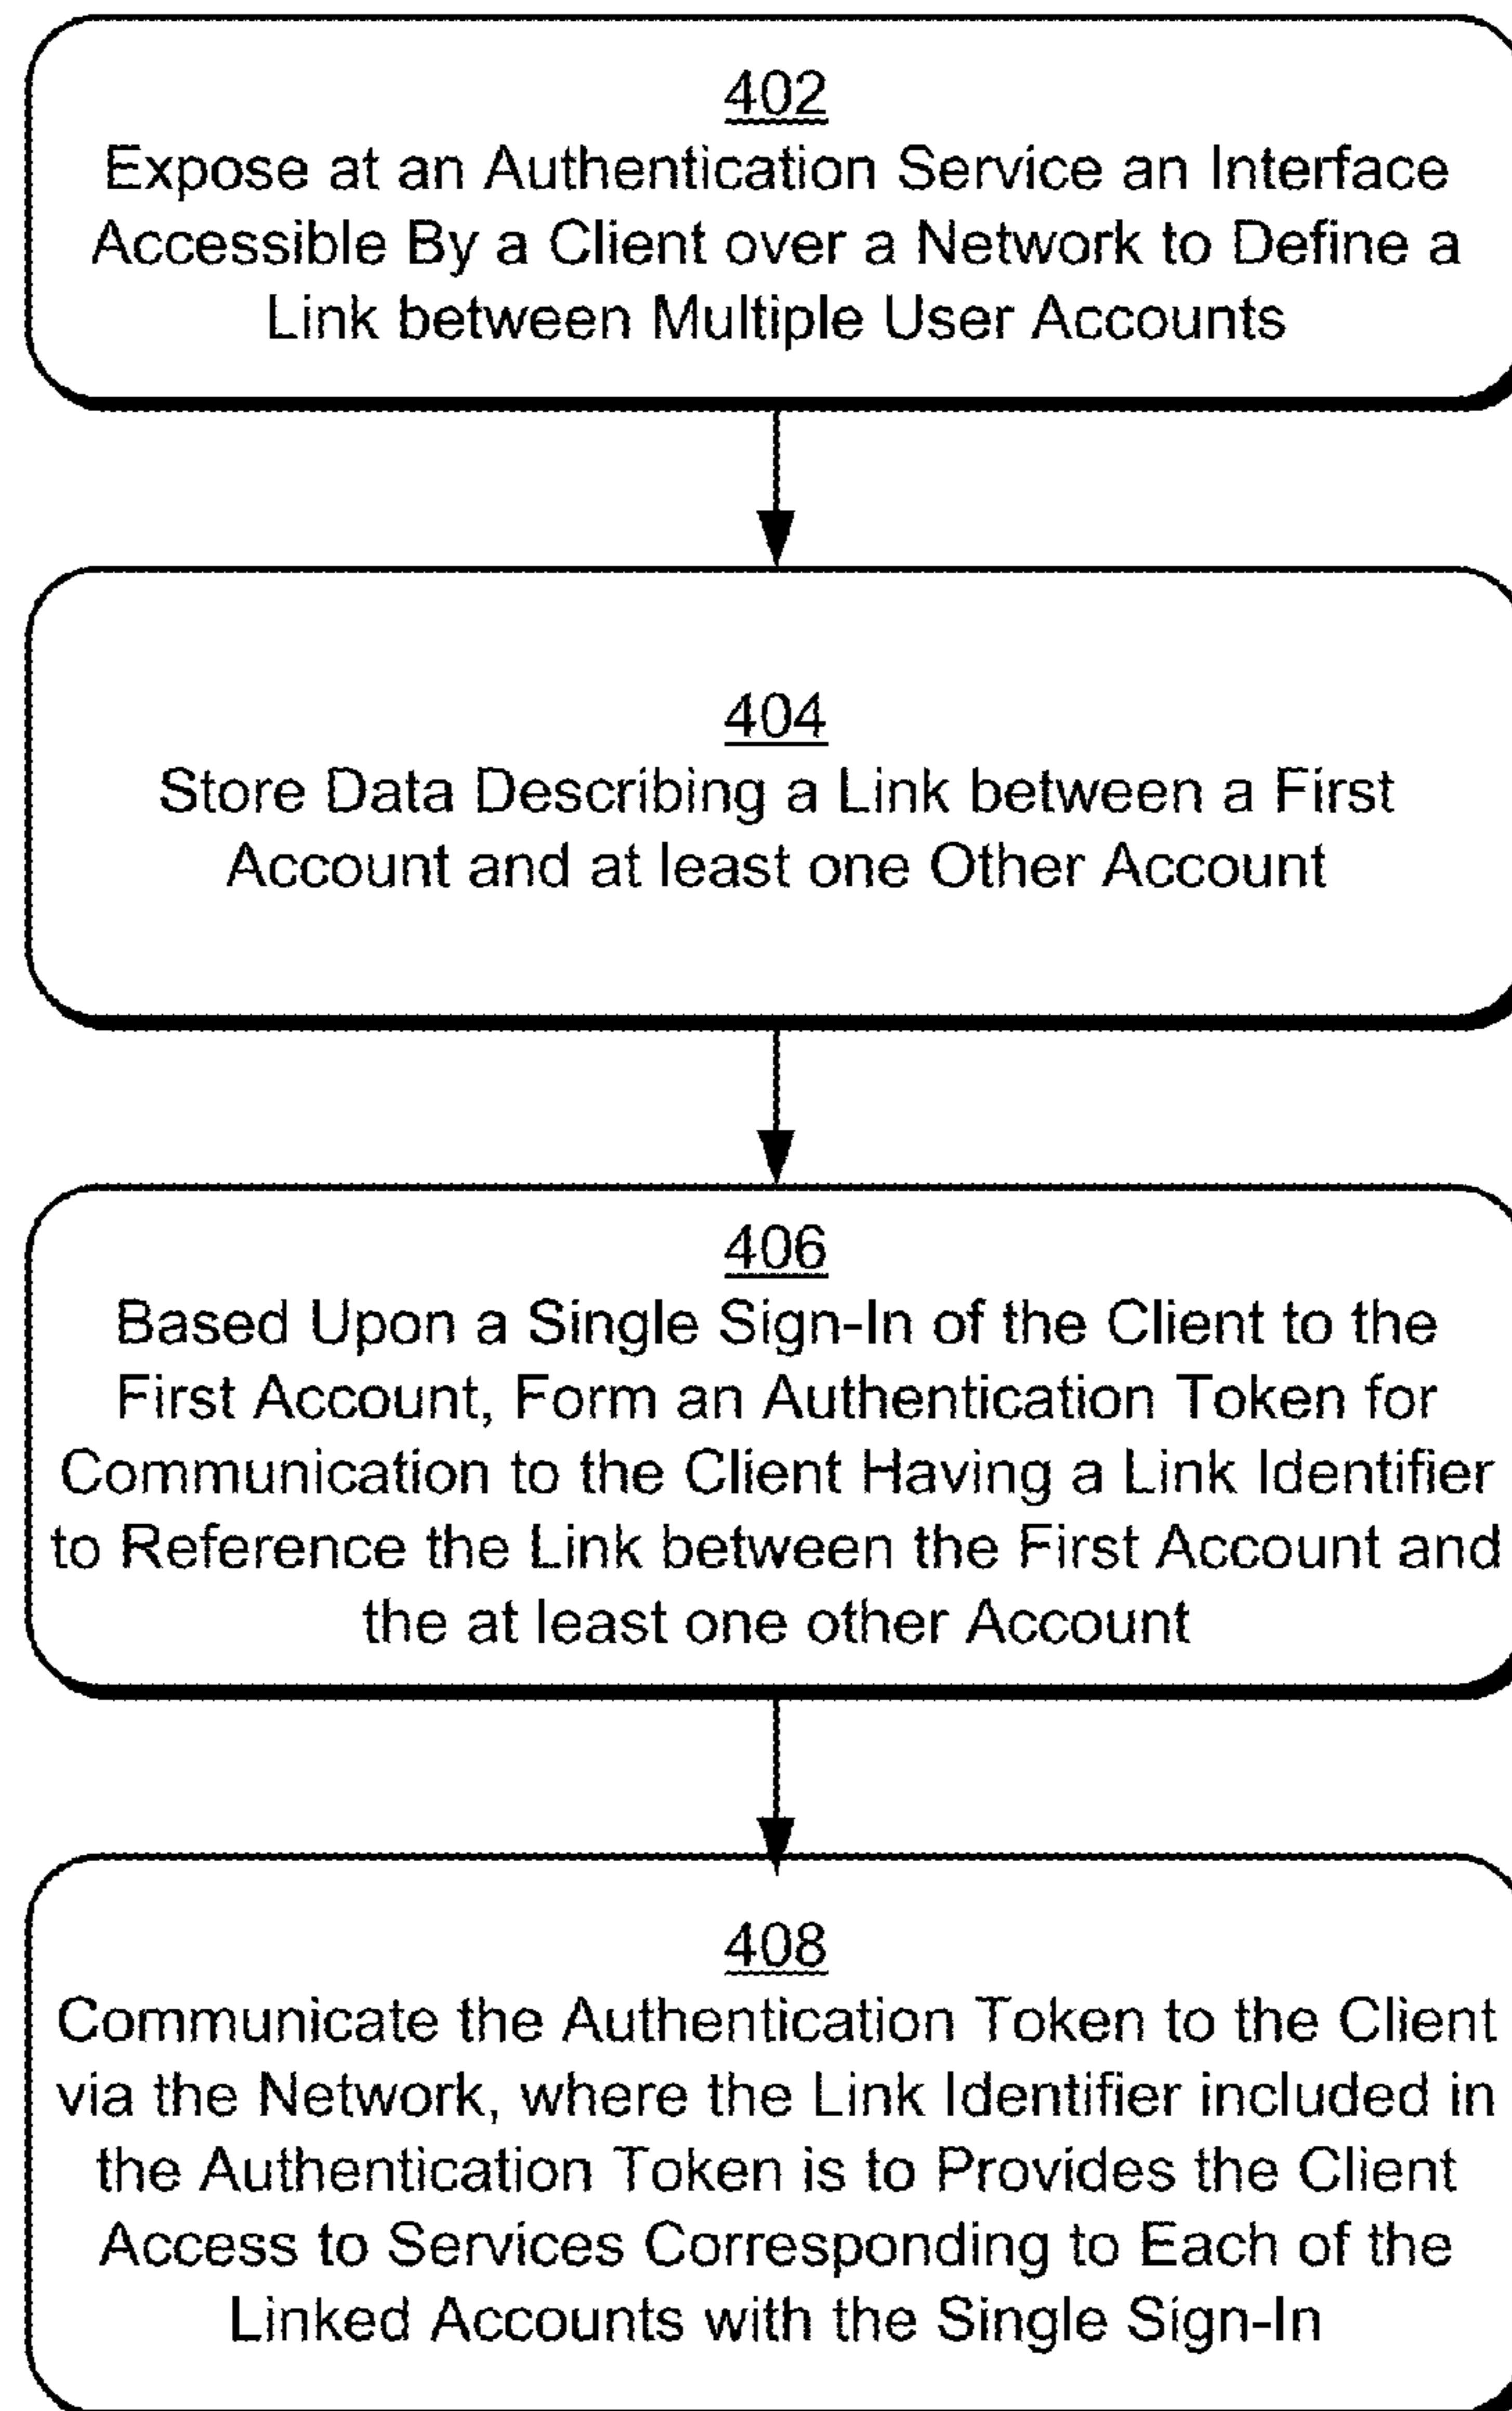 402
Expose at an Authentication Service an Interface
Accessible By a Client over a Network to Define a
Link between Multiple User Accounts
404
Store Data Describing a Link between a First
Account and at least one Other Account
406
Based Upon a Single Sign-In of the Client to the
First Account, Form an Authentication Token for
Communication to the Client Having a Link Identifier
to Reference the Link between the First Account and
the at least one other Account
408
Communicate the Authentication Token to the Client
via the Network, where the Link Identifier included in
the Authentication Token is to Provides the Client
Access to Services Corresponding to Each of the
Linked Accounts with the Single Sign-In